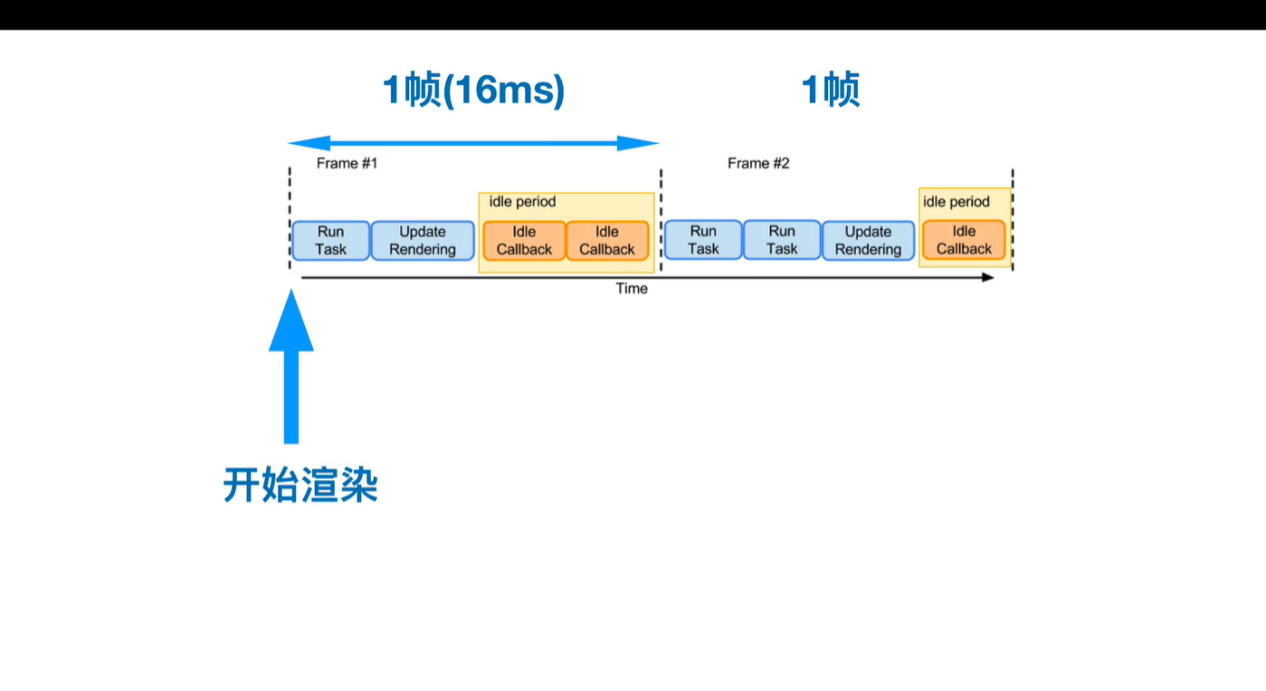 1帧(16ms)
1帧
Frame #1
Frame #2
idle period
idle period
Run
Task
Update
Rendering
Idle
Callback
Idle
Callback
Run
Task
Run
Task
Update
Rendering
Idle
Callback
Time
开始渲染